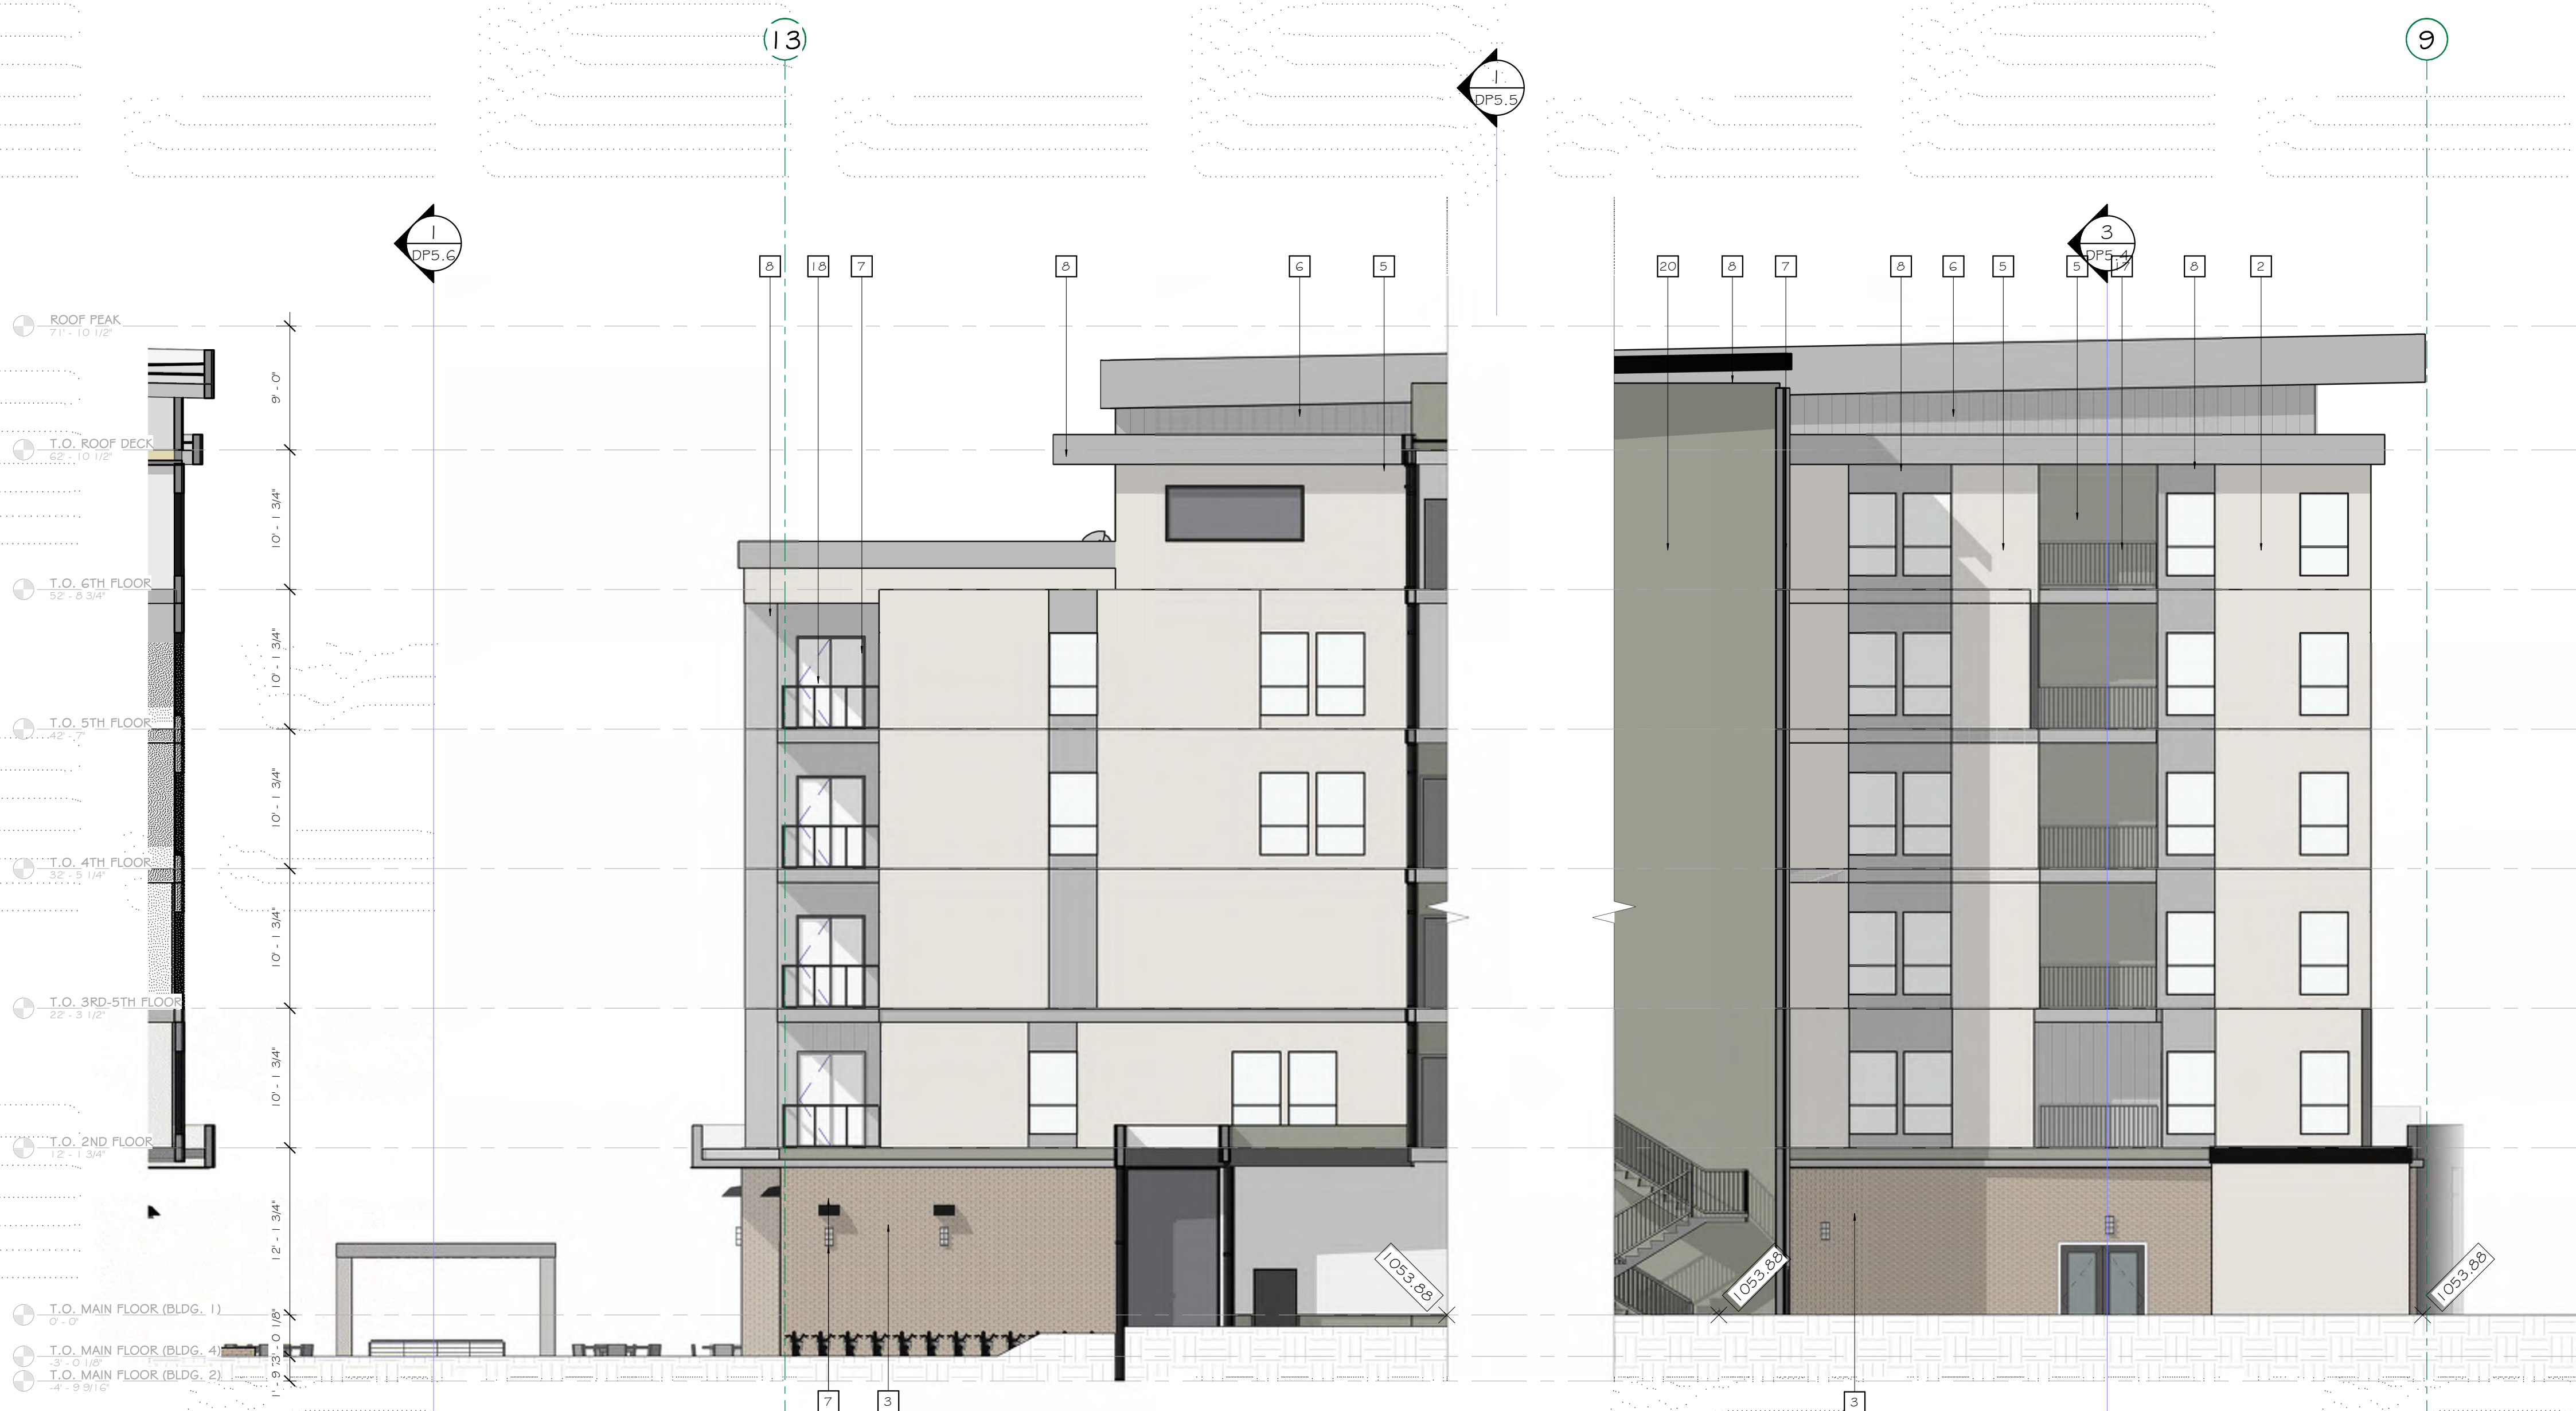 13
9
1
DP5.5
1
DP5.6
3
DP5.4
8
18
7
8
6
5
20
8
7
8
6
5
5
17
8
2
ROOF PEAK
71' - 10 1/2"
9' - 0"
T.O. ROOF DECK
62' - 10 1/2"
10' - 1 3/4"
T.O. 6TH FLOOR
52' - 8 3/4"
10' - 1 3/4"
T.O. 5TH FLOOR
42' - 7"
10' - 1 3/4"
T.O. 4TH FLOOR
32' - 5 1/4"
10' - 1 3/4"
T.O. 3RD-5TH FLOOR
22' - 3 1/2"
10' - 1 3/4"
T.O. 2ND FLOOR
12' - 1 3/4"
12' - 1 3/4"
1053.88
1053.88
1053.88
T.O. MAIN FLOOR (BLDG. 1)
0' - 0"
3' - 0 1/8"
T.O. MAIN FLOOR (BLDG. 4)
-3' - 0 1/8"
T.O. MAIN FLOOR (BLDG. 2)
-4' - 9 9/16"
7
3
3